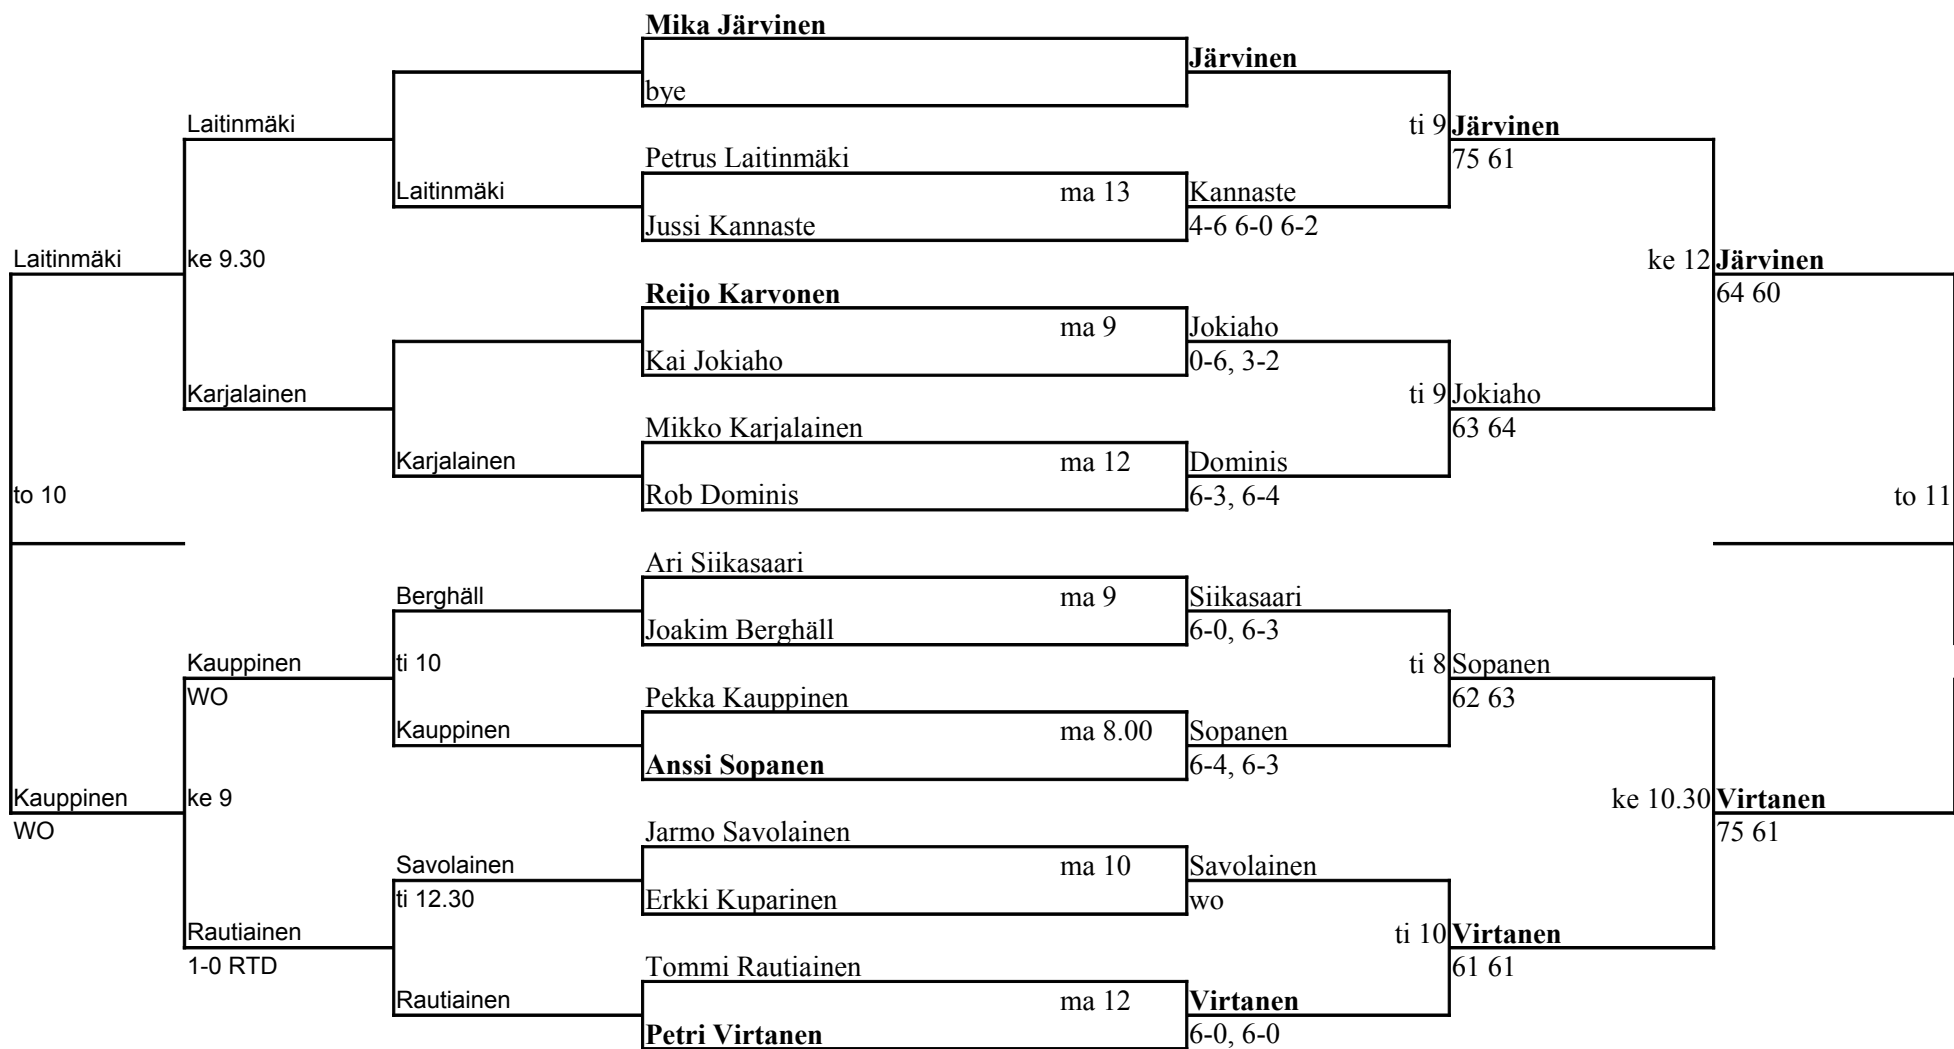 Mika Järvinen
Järvinen
bye
Laitinmäki
ti 9 Järvinen
Petrus Laitinmäki
75 61
Laitinmäki
ma 13
Kannaste
Jussi Kannaste
4-6 6-0 6-2
Laitinmäki
ke 9.30
ke 12 Järvinen
Reijo Karvonen
64 60
ma 9
Jokiaho
Kai Jokiaho
0-6, 3-2
Karjalainen
ti 9 Jokiaho
Mikko Karjalainen
63 64
Karjalainen
ma 12
Dominis
to 10
Rob Dominis
6-3, 6-4
to 11
Ari Siikasaari
Berghäll
ma 9
Siikasaari
Joakim Berghäll
6-0, 6-3
Kauppinen
ti 10
ti 8 Sopanen
WO
Pekka Kauppinen
62 63
Kauppinen
ma 8.00
Sopanen
Anssi Sopanen
6-4, 6-3
Kauppinen
ke 9
ke 10.30 Virtanen
WO
Jarmo Savolainen
75 61
Savolainen
ma 10
Savolainen
ti 12.30
Erkki Kuparinen
wo
Rautiainen
ti 10 Virtanen
1-0 RTD
Tommi Rautiainen
61 61
Rautiainen
ma 12
Virtanen
Petri Virtanen
6-0, 6-0